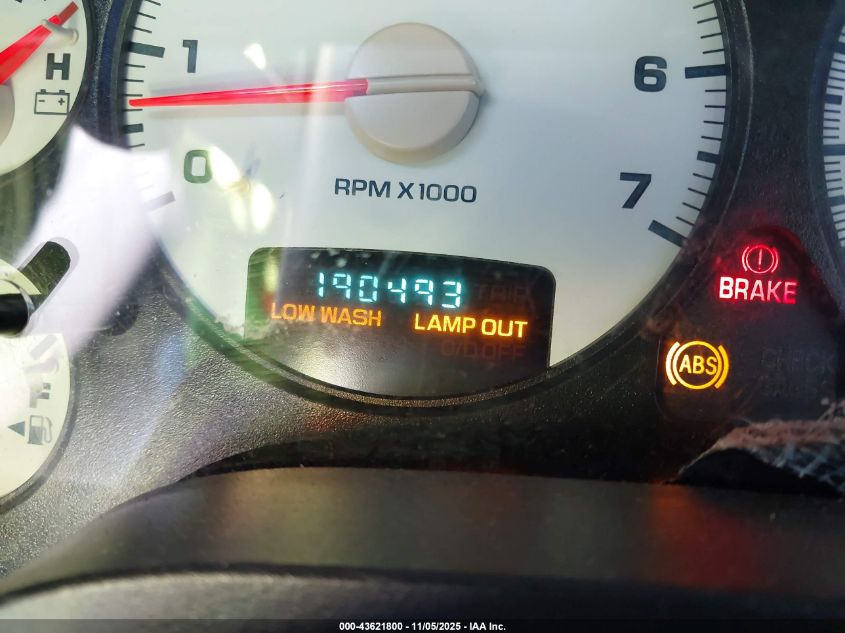 H
1
6
0
7
RPM X1000
190493
LOW WASH LAMP OUT
O/D OFF
BRAKE
ABS
F
000-43621800 - 11/05/2025 - IAA Inc.